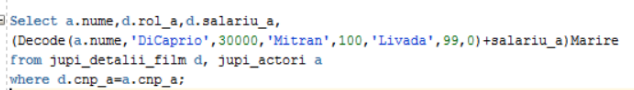 Select a.nume,d.rol_a,d.salariu_a,
(Decode(a.nume,'DiCaprio',30000,'Mitran',100,'Livada',99,0)+salariu_a)Marire
from jupi_detalii_film d, jupi_actori a
where d.cnp_a=a.cnp_a;